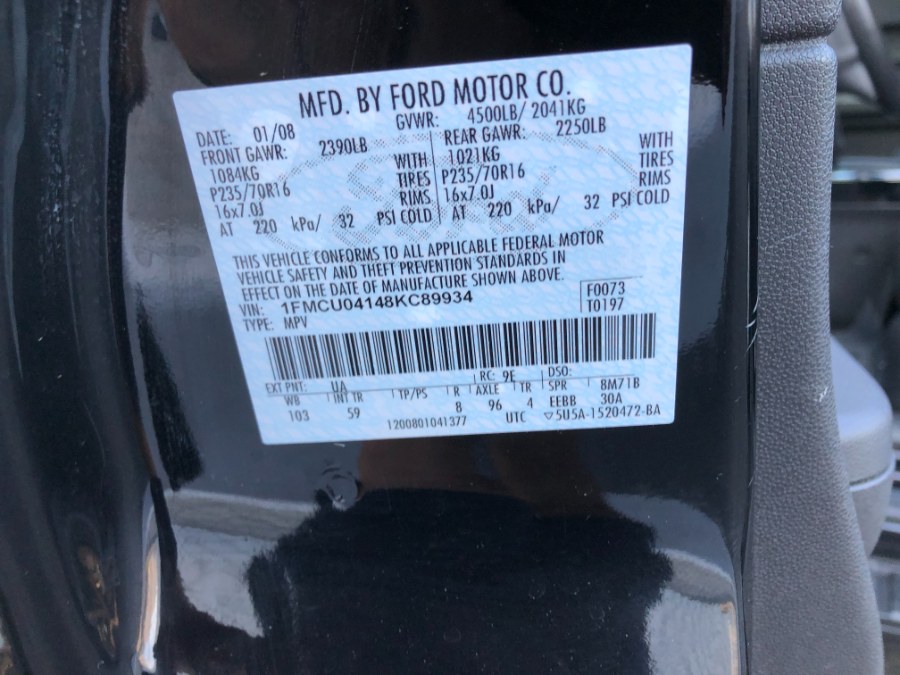 MFD. BY FORD MOTOR CO.
DATE: 01/08 GVWR: 4500LB/ 2041KG
FRONT GAWR: 2390LB REAR GAWR: 2250LB
1084KG WITH 1021KG WITH
P235/70R16 TIRES P235/70R16 TIRES
16x7.0J RIMS 16x7.0J RIMS
AT 220 kPa/ 32 PSI COLD AT 220 kPa/ 32 PSI COLD
THIS VEHICLE CONFORMS TO ALL APPLICABLE FEDERAL MOTOR
VEHICLE SAFETY AND THEFT PREVENTION STANDARDS IN
EFFECT ON THE DATE OF MANUFACTURE SHOWN ABOVE.
VIN: 1FMCU04148KC89934 F0073
TYPE: MPV T0197
EXT PNT: UA RC: 9E DSO:
WB INT TR TP/PS R AXLE TR SPR BM71B
103 59 8 96 4 EEBB 30A
1200801041377 UTC ▽5U5A-1520472-BA